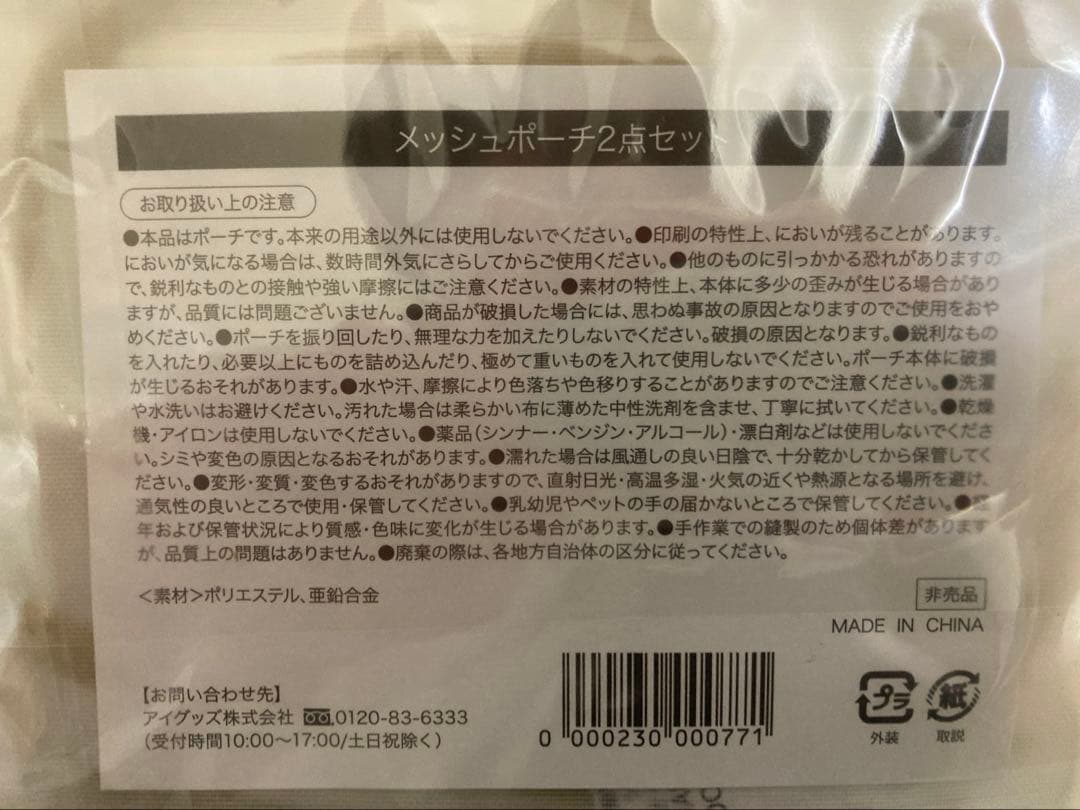 メッシュポーチ2点セット
お取り扱い上の注意
●本品はポーチです。本来の用途以外には使用しないでください。●印刷の特性上、においが残ることがあります。
においが気になる場合は、数時間外気にさらしてからご使用ください。●他のものに引っかかる恐れがありますの
で、鋭利なものとの接触や強い摩擦にはご注意ください。●素材の特性上、本体に多少の歪みが生じる場合があり
ますが、品質には問題ございません。●商品が破損した場合には、思わぬ事故の原因となりますのでご使用をおや
めください。●ポーチを振り回したり、無理な力を加えたりしないでください。破損の原因となります。●鋭利なもの
を入れたり、必要以上にものを詰め込んだり、極めて重いものを入れて使用しないでください。ポーチ本体に破損
が生じるおそれがあります。●水や汗、摩擦により色落ちや色移りすることがありますのでご注意ください。●洗濯
や水洗いはお避けください。汚れた場合は柔らかい布に薄めた中性洗剤を含ませ、丁寧に拭いてください。●乾燥
機・アイロンは使用しないでください。●薬品(シンナー・ベンジン・アルコール)・漂白剤などは使用しないでくださ
い。シミや変色の原因となるおそれがあります。●濡れた場合は風通しの良い日陰で、十分乾かしてから保管してく
ださい。●変形・変質・変色するおそれがありますので、直射日光・高温多湿・火気の近くや熱源となる場所を避け、
通気性の良いところで使用・保管してください。●乳幼児やペットの手の届かないところで保管してください。●経
年および保管状況により質感・色味に変化が生じる場合があります。●手作業での縫製のため個体差があります
が、品質上の問題はありません。●廃棄の際は、各地方自治体の区分に従ってください。
<素材>ポリエステル、亜鉛合金
非売品
MADE IN CHINA
【お問い合わせ先】
アイグッズ株式会社 0120-83-6333
(受付時間10:00〜17:00/土日祝除く)
0 000230 000771
プラ 紙
外装 取説